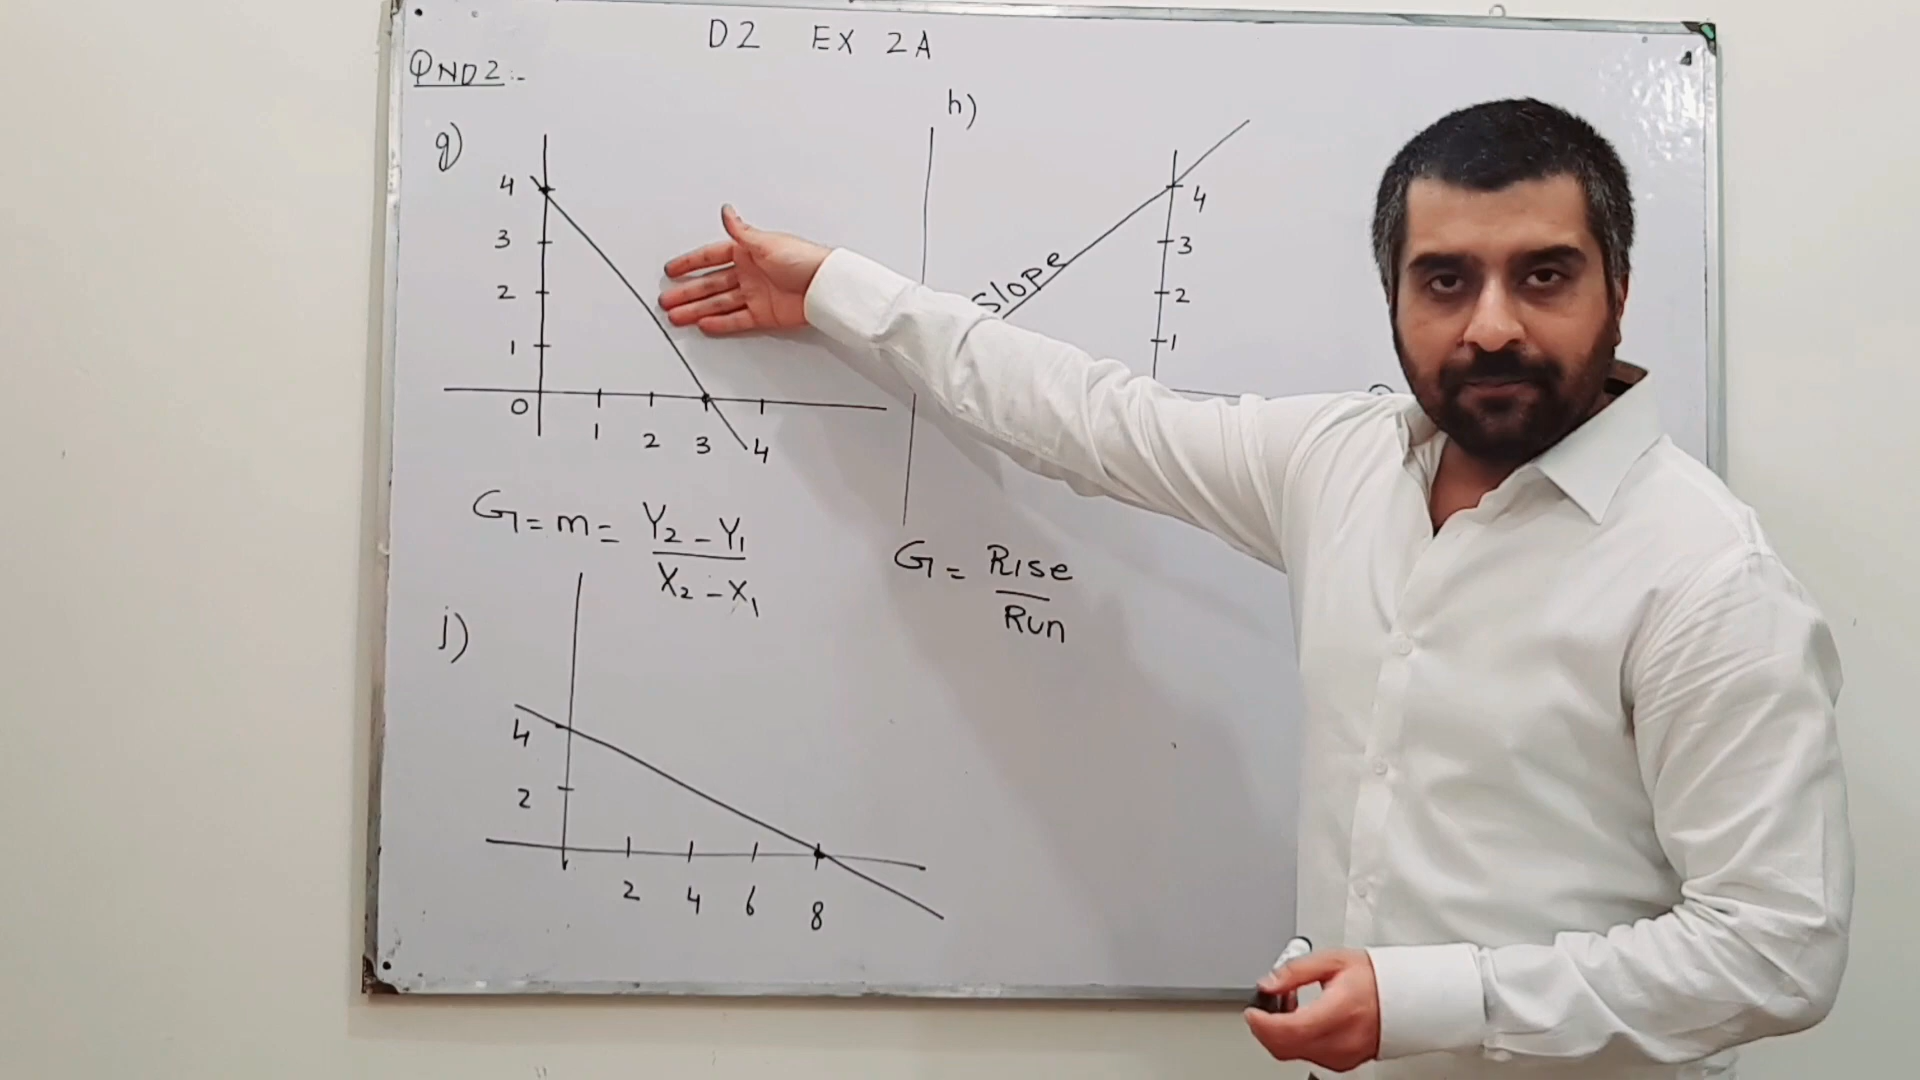 D2 EX 2A
QNO2:-
g)
4
3
2
1
0
1 2 3 4
h)
4
3
2
1
Slope
G = m = Y₂ - Y₁
X₂ - X₁
G = Rise
Run
j)
4
2
2 4 6 8